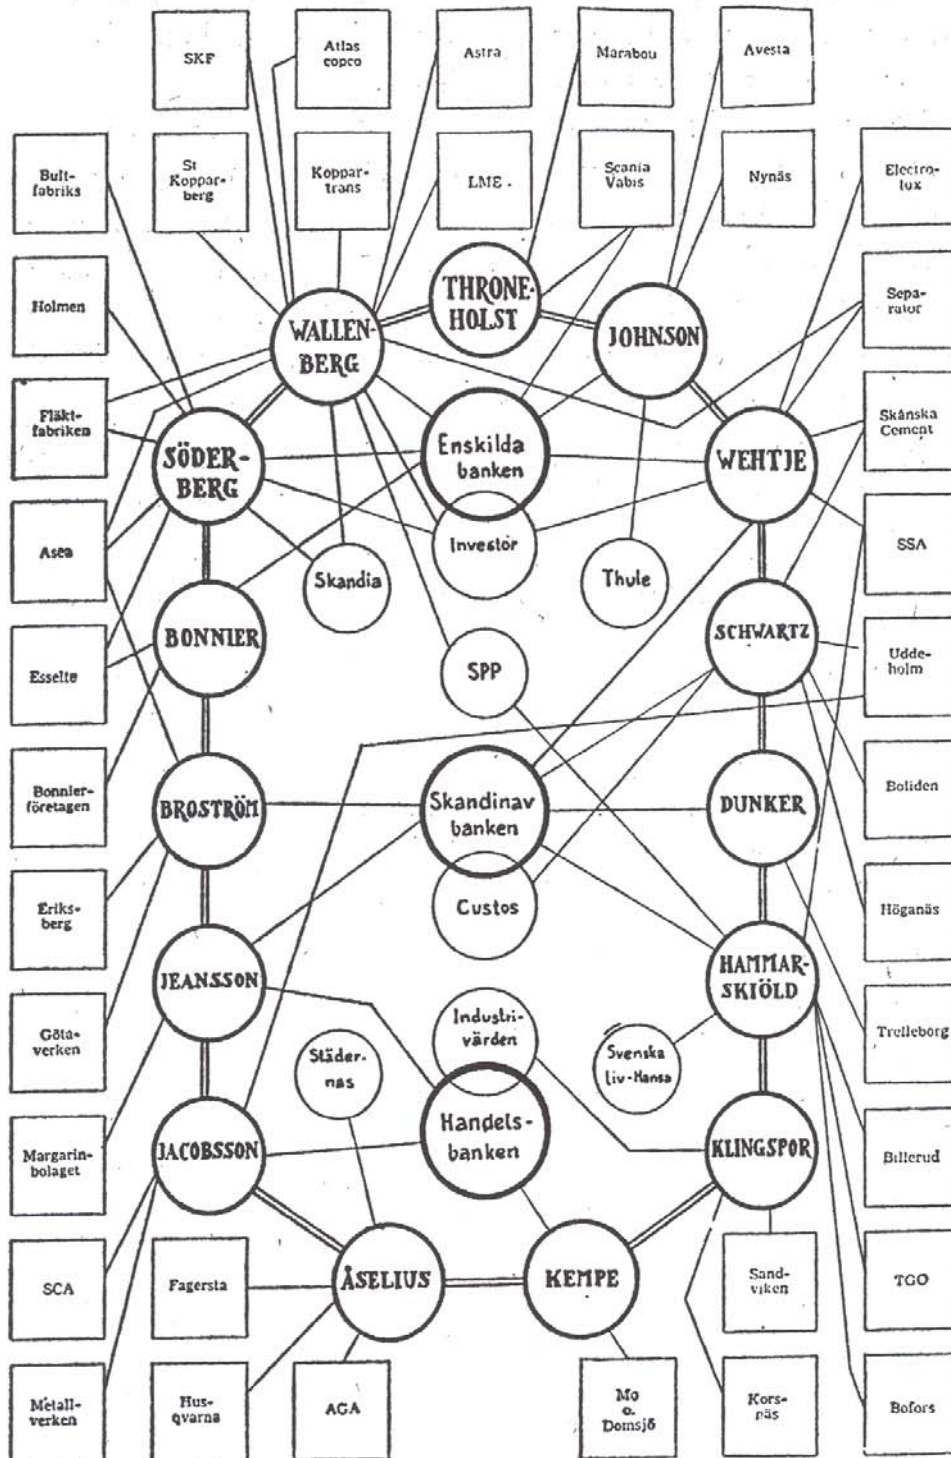 SKF
Atlas
copco
Astra
Marabou
Avesta
Bult-
fabriks
St
Koppar-
berg
Koppar-
trans
LME
Scania
Vabis
Nynäs
Electro-
lux
Holmen
WALLEN-
BERG
THRONE-
HOLST
JOHNSON
Sepa-
rator
Fläkt-
fabriken
SÖDER-
BERG
Enskilda
banken
WEHTJE
Skånska
Cement
Asea
Skandia
Investor
Thule
SSA
Esselte
BONNIER
SPP
SCHWARTZ
Udde-
holm
Bonnier-
företagen
BROSTRÖM
Skandinav
banken
DUNKER
Boliden
Eriks-
berg
Custos
Höganäs
Göta-
verken
JEANSSON
Städer-
nas
Industri-
värden
Svenska
Liv-Hansa
HAMMAR-
SKIÖLD
Trelleborg
Margarin-
bolaget
JACOBSSON
Handels-
banken
KLINGSPOR
Billerud
SCA
Fagersta
ÅSELIUS
KEMPE
Sand-
viken
TGO
Metall-
verken
Hus-
qvarna
AGA
Mo
o.
Domsjö
Kors-
näs
Bofors